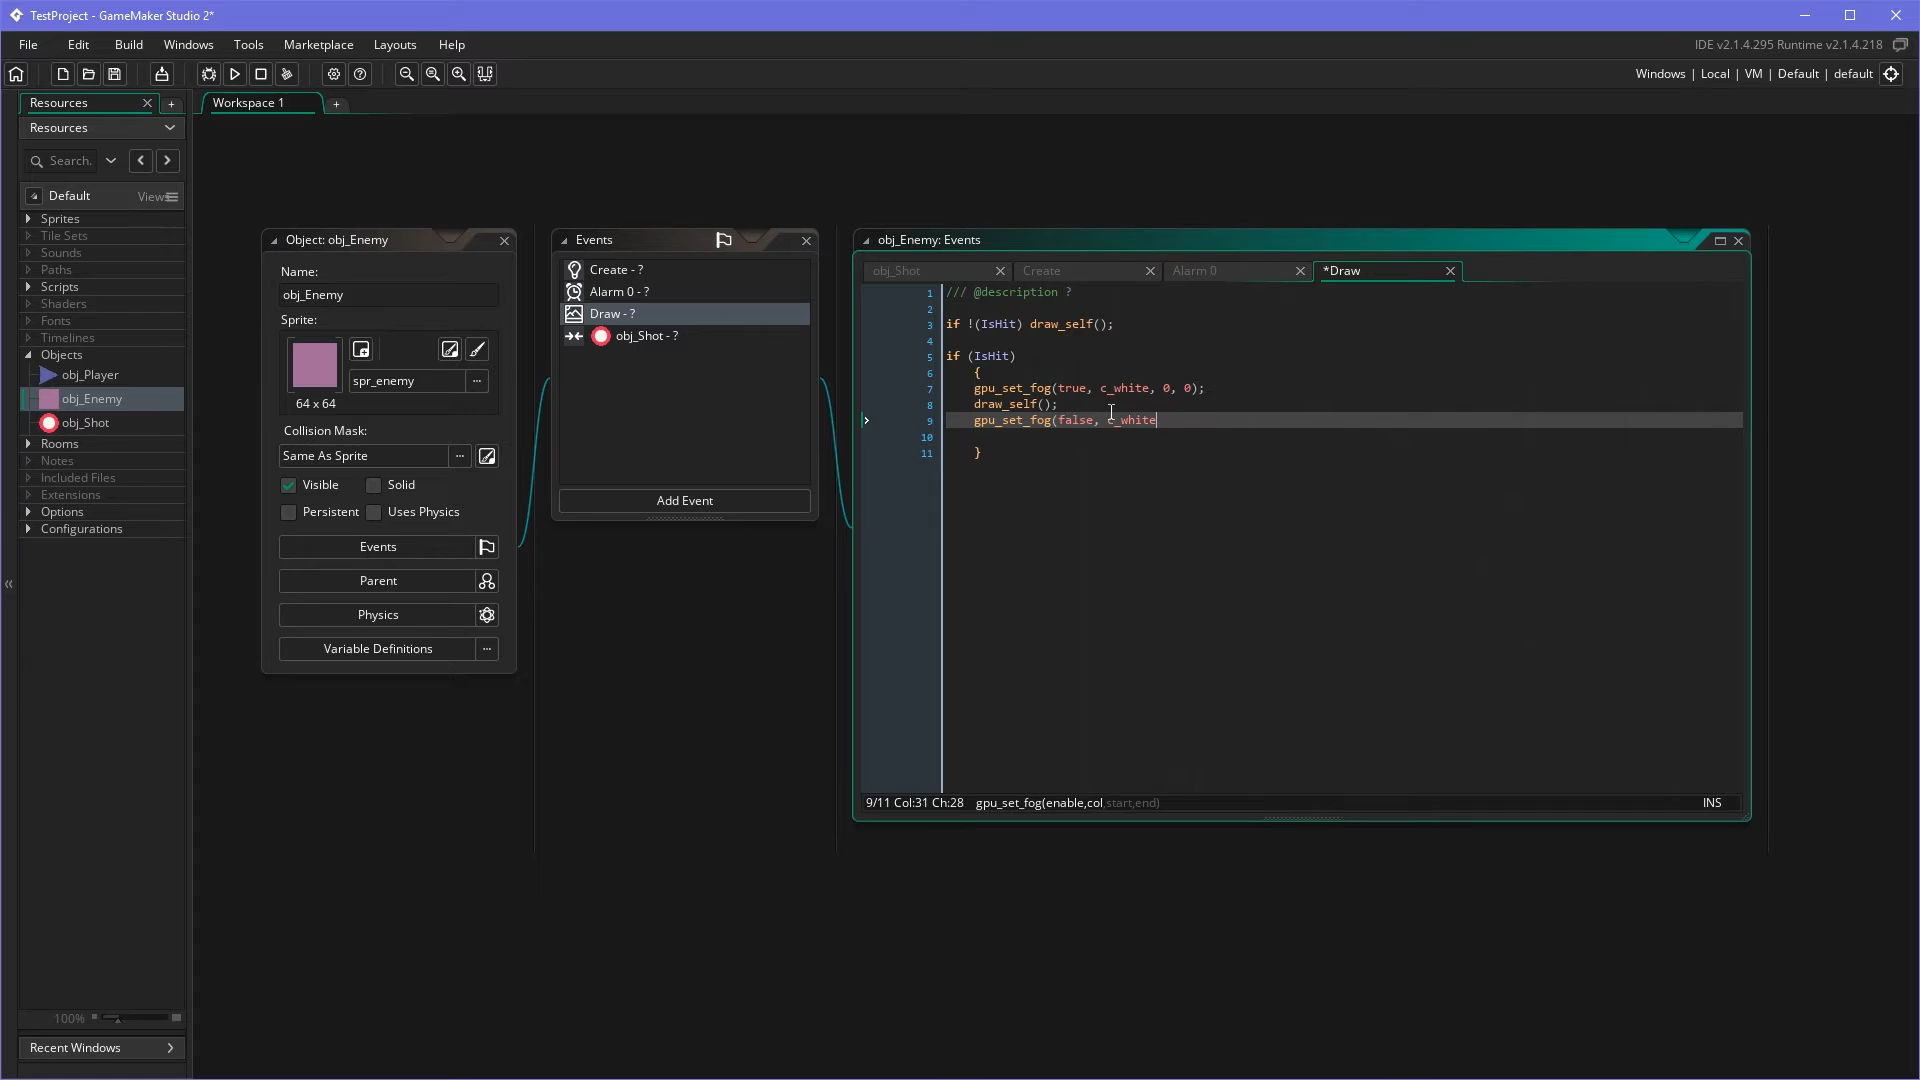 TestProject - GameMaker Studio 2*
File Edit Build Windows Tools Marketplace Layouts Help
IDE v2.1.4.295 Runtime v2.1.4.218
Windows | Local | VM | Default | default
Resources
Workspace 1
Resources
Search.
Default
Views
Sprites
Tile Sets
Sounds
Paths
Scripts
Shaders
Fonts
Timelines
Objects
obj_Player
obj_Enemy
obj_Shot
Rooms
Notes
Included Files
Extensions
Options
Configurations
100%
Recent Windows
Object: obj_Enemy
Name:
obj_Enemy
Sprite:
spr_enemy
64 x 64
Collision Mask:
Same As Sprite
Visible Solid
Persistent Uses Physics
Events
Parent
Physics
Variable Definitions
Events
Create - ?
Alarm 0 - ?
Draw - ?
obj_Shot - ?
Add Event
obj_Enemy: Events
obj_Shot Create Alarm 0 *Draw
1 /// @description ?
2
3 if !(IsHit) draw_self();
4
5 if (IsHit)
6 {
7 gpu_set_fog(true, c_white, 0, 0);
8 draw_self();
9 gpu_set_fog(false, c_white
10
11 }
9/11 Col:31 Ch:28 gpu_set_fog(enable,col,start,end) INS